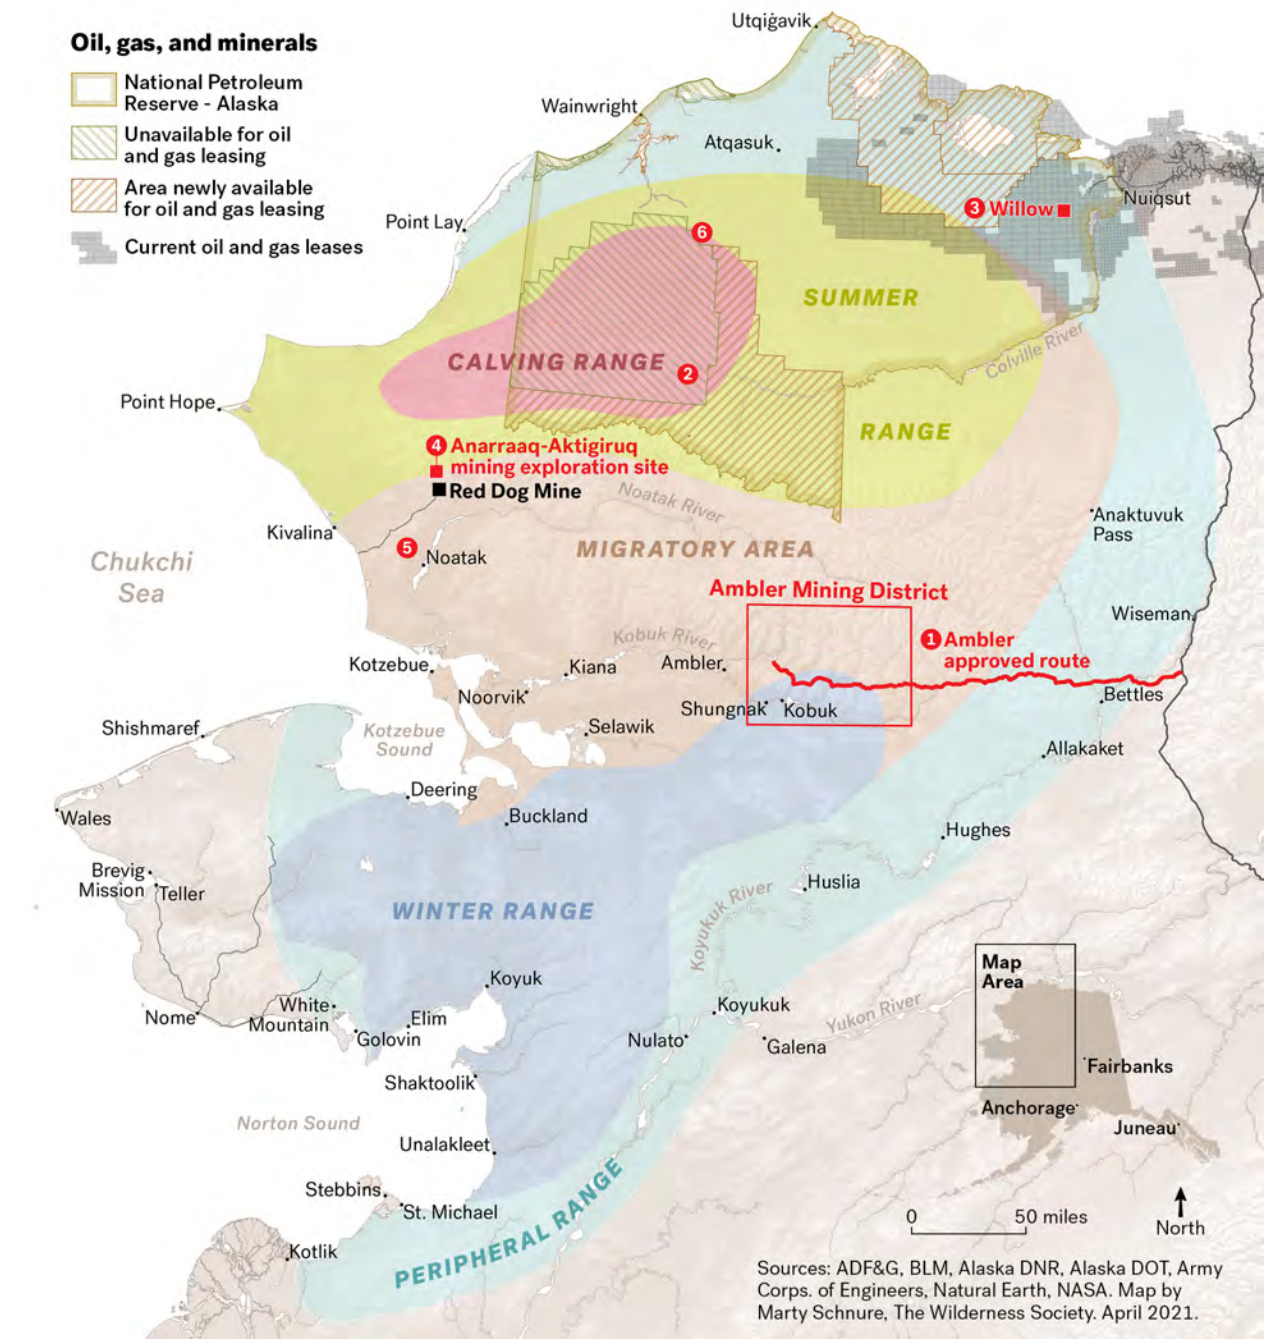 Oil, gas, and minerals
National Petroleum
Reserve - Alaska
Unavailable for oil
and gas leasing
Area newly available
for oil and gas leasing
Current oil and gas leases
Utqiġavik
Wainwright
Atqasuk
Point Lay
3 Willow
Nuiqsut
6
SUMMER
CALVING RANGE
2
Colville River
Point Hope
RANGE
4 Anarraaq-Aktigiruq
mining exploration site
Red Dog Mine
Noatak River
Kivalina
Anaktuvuk
Pass
5
Noatak
MIGRATORY AREA
Chukchi
Sea
Ambler Mining District
Wiseman
Kobuk River
1 Ambler
approved route
Kotzebue
Kiana
Ambler
Noorvik
Bettles
Shungnak
Kobuk
Shishmaref
Kotzebue
Sound
Selawik
Allakaket
Deering
Buckland
Wales
Hughes
Brevig
Mission
Teller
Huslia
WINTER RANGE
Koyukuk River
Koyuk
Map
Area
White
Mountain
Nome
Elim
Golovin
Koyukuk
Yukon River
Nulato
Galena
Shaktoolik
Fairbanks
Anchorage
Juneau
Norton Sound
Unalakleet
Stebbins
St. Michael
PERIPHERAL RANGE
Kotlik
0 50 miles
North
Sources: ADF&G, BLM, Alaska DNR, Alaska DOT, Army
Corps. of Engineers, Natural Earth, NASA. Map by
Marty Schnure, The Wilderness Society. April 2021.